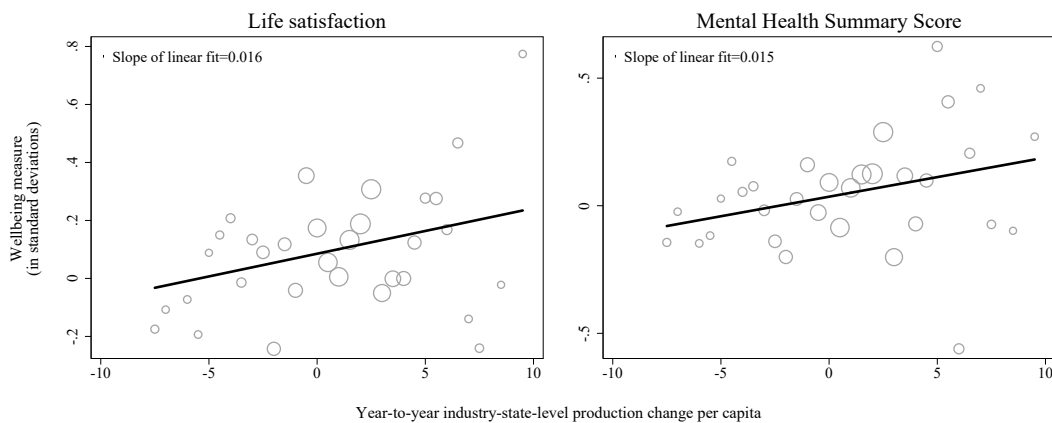 Life satisfaction
Mental Health Summary Score
Slope of linear fit=0.016
Slope of linear fit=0.015
Wellbeing measure
(in standard deviations)
.8
.6
.4
.2
0
-.2
.5
0
-.5
-10 -5 0 5 10
-10 -5 0 5 10
Year-to-year industry-state-level production change per capita